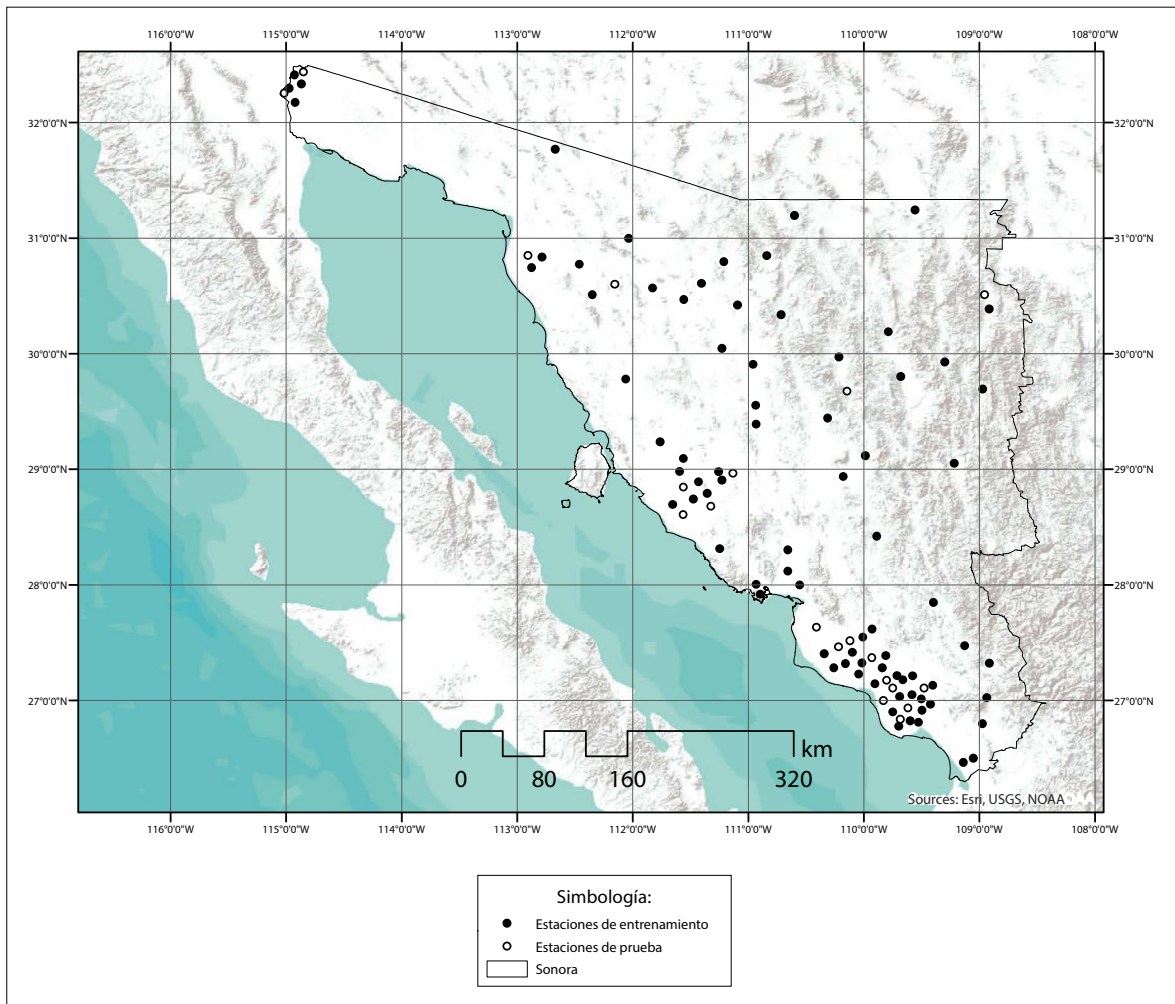 116°0'0"W 115°0'0"W 114°0'0"W 113°0'0"W 112°0'0"W 111°0'0"W 110°0'0"W 109°0'0"W 108°0'0"W
32°0'0"N 32°0'0"N
31°0'0"N 31°0'0"N
30°0'0"N 30°0'0"N
29°0'0"N 29°0'0"N
28°0'0"N 28°0'0"N
27°0'0"N 27°0'0"N
km
0 80 160 320
Sources: Esri, USGS, NOAA
116°0'0"W 115°0'0"W 114°0'0"W 113°0'0"W 112°0'0"W 111°0'0"W 110°0'0"W 109°0'0"W 108°0'0"W
Simbología:
Estaciones de entrenamiento
Estaciones de prueba
Sonora